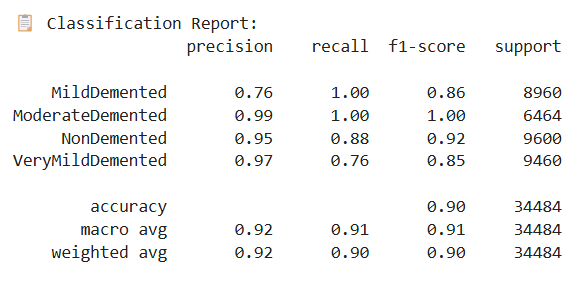 📋 Classification Report:
precision recall f1-score support
MildDemented 0.76 1.00 0.86 8960
ModerateDemented 0.99 1.00 1.00 6464
NonDemented 0.95 0.88 0.92 9600
VeryMildDemented 0.97 0.76 0.85 9460
accuracy 0.90 34484
macro avg 0.92 0.91 0.91 34484
weighted avg 0.92 0.90 0.90 34484